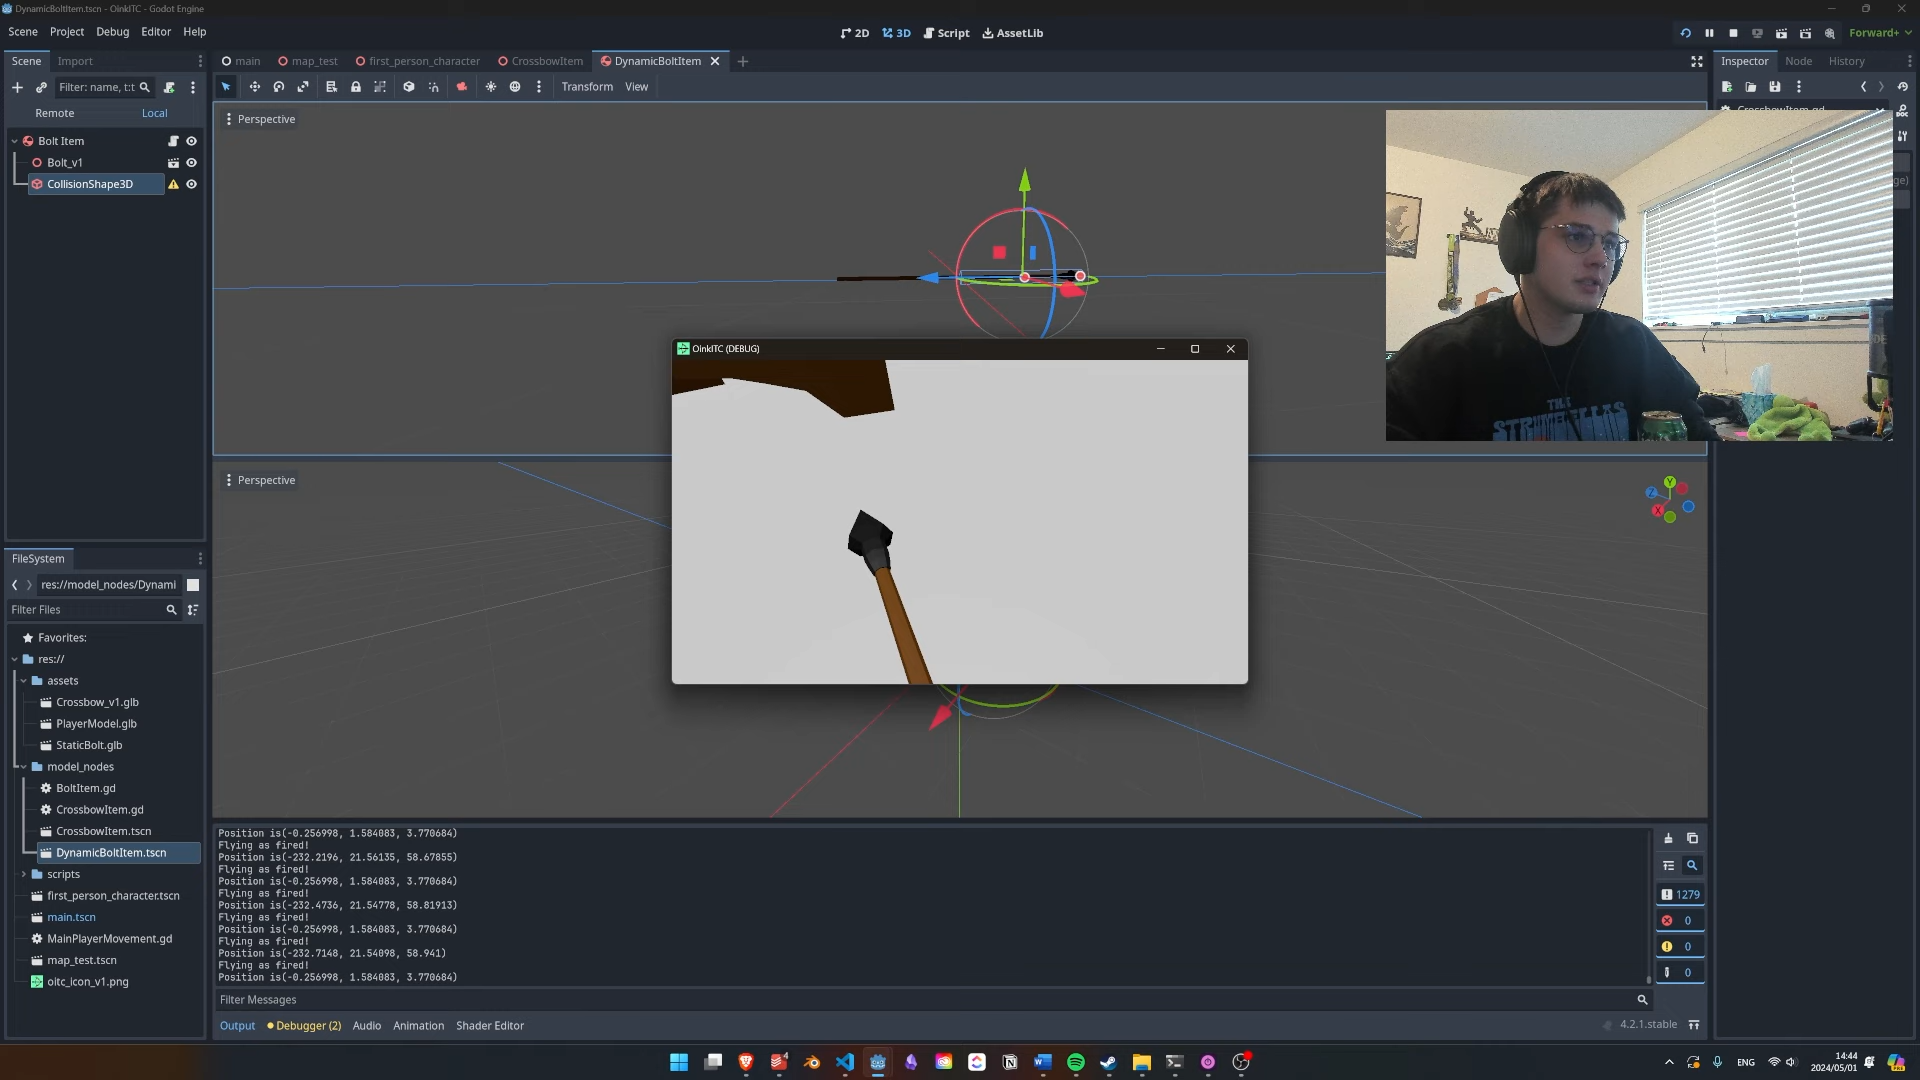 DynamicBoltItem.tscn - OinkITC - Godot Engine
Scene Project Debug Editor Help
2D 3D Script AssetLib
Forward+
Scene Import
main map_test first_person_character CrossbowItem DynamicBoltItem
Inspector Node History
Filter: name, t:t
Transform View
Remote Local
CrossbowItem.gd
Perspective
Bolt Item
Bolt_v1
CollisionShape3D
OinkITC (DEBUG)
THE
STRUMBELLAS
Perspective
Y
Z
X
FileSystem
res://model_nodes/Dynami
Filter Files
Favorites:
res://
assets
Crossbow_v1.glb
PlayerModel.glb
StaticBolt.glb
model_nodes
BoltItem.gd
CrossbowItem.gd
CrossbowItem.tscn
DynamicBoltItem.tscn
scripts
first_person_character.tscn
main.tscn
MainPlayerMovement.gd
map_test.tscn
oitc_icon_v1.png
Position is(-0.256998, 1.584083, 3.770684)
Flying as fired!
Position is(-232.2196, 21.56135, 58.67855)
Flying as fired!
Position is(-0.256998, 1.584083, 3.770684)
Flying as fired!
Position is(-232.4736, 21.54778, 58.81913)
Flying as fired!
Position is(-0.256998, 1.584083, 3.770684)
Flying as fired!
Position is(-232.7148, 21.54098, 58.941)
Flying as fired!
Position is(-0.256998, 1.584083, 3.770684)
1279
0
0
0
Filter Messages
Output Debugger (2) Audio Animation Shader Editor
4.2.1.stable
ENG
14:44
2024/05/01